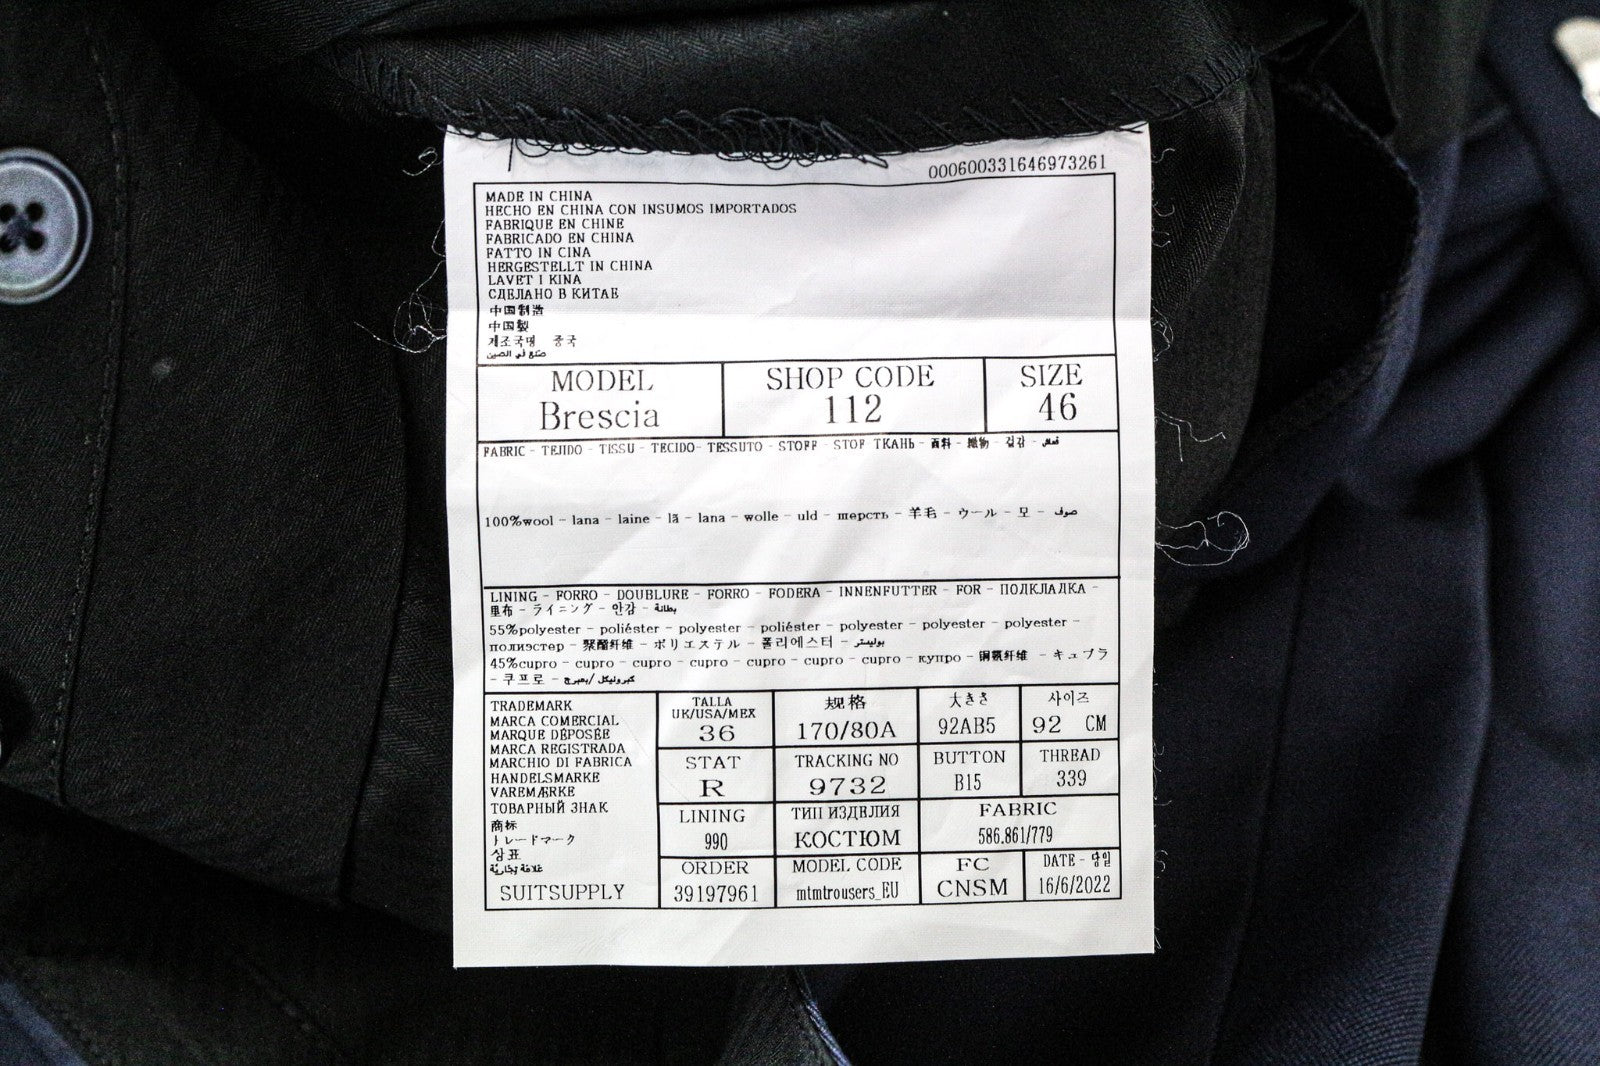 000600331646973261
MADE IN CHINA
HECHO EN CHINA CON INSUMOS IMPORTADOS
FABRIQUE EN CHINE
FABRICADO EN CHINA
FATTO IN CINA
HERGESTELLT IN CHINA
LAVET I KINA
СДЕЛАНО В КИТАЕ
中国制造
中国製
제조국명 중국
صنع في الصين
MODEL
Brescia
SHOP CODE
112
SIZE
46
FABRIC - TEJIDO - TISSU - TECIDO- TESSUTO - STOFF - STOF ТКАНЬ - 面料 - 織物 - 겉감 - قماش
100%wool - lana - laine - lã - lana - wolle - uld - шерсть - 羊毛 - ウール - 모 - صوف
LINING - FORRO - DOUBLURE - FORRO - FODERA - INNENFUTTER - FOR - ПОЛКЛАЛКА -
里布 - ライニング - 안감 - بطانة
55%polyester - poliéster - polyester - poliéster - polyester - polyester - polyester -
полиэстер - 聚酯纤维 - ポリエステル - 폴리에스터 - بوليستر
45%cupro - cupro - cupro - cupro - cupro - cupro - cupro - купро - 铜氨纤维 - キュプラ
- 쿠프로 -
TRADEMARK
MARCA COMERCIAL
MARQUE DÉPOSÉE
MARCA REGISTRADA
MARCHIO DI FABRICA
HANDELSMARKE
VAREMÆRKE
ТОВАРНЫЙ ЗНАК
商标
トレードマーク
상표
علامة تجارية
SUITSUPPLY
TALLA
UK/USA/MEX
36
规格
170/80A
大きさ
92AB5
사이즈
92 CM
STAT
R
TRACKING NO
9732
BUTTON
B15
THREAD
339
LINING
990
ТИП ИЗДВЛИЯ
КОСТЮМ
FABRIC
586.861/779
ORDER
39197961
MODEL CODE
mtmtrousers_EU
FC
CNSM
DATE -
16/6/2022